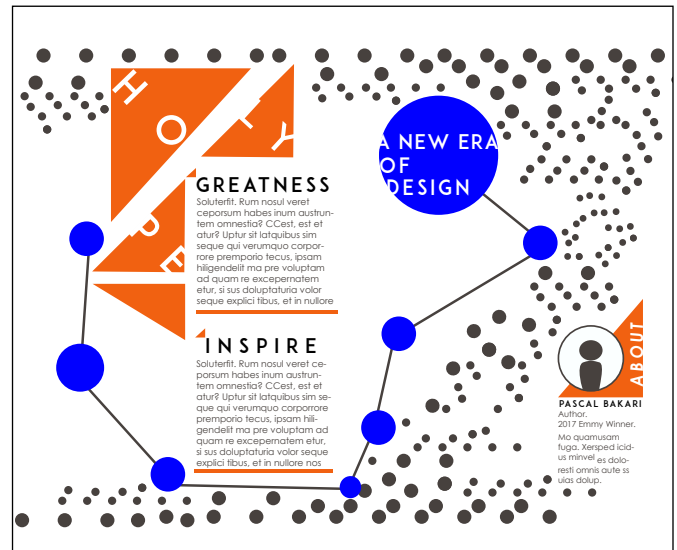 HO
TY
PE
A NEW ERA
OF
DESIGN
GREATNESS
Soluterfit. Rum nosul veret
ceporsum habes inum austrun-
tem omnestia? CCest, est et
atur? Uptur sit latquibus sim
seque qui verumquo corpor-
rore premporio tecus, ipsam
hiligendelit ma pre voluptam
ad quam re excepernatem
etur, si sus doluptaturia volor
seque explici tibus, et in nullore
INSPIRE
Soluterfit. Rum nosul veret ce-
porsum habes inum austrun-
tem omnestia? CCest, est et
atur? Uptur sit latquibus sim se-
que qui verumquo corporrore
premporio tecus, ipsam hili-
gendelit ma pre voluptam ad
quam re excepernatem etur,
si sus doluptaturia volor seque
explici tibus, et in nullore nos
ABOUT
PASCAL BAKARI
Author.
2017 Emmy Winner.
Mo quamusam
fuga. Xersped icid-
us minvel es dolo-
resti omnis aute ss
uias dolup.